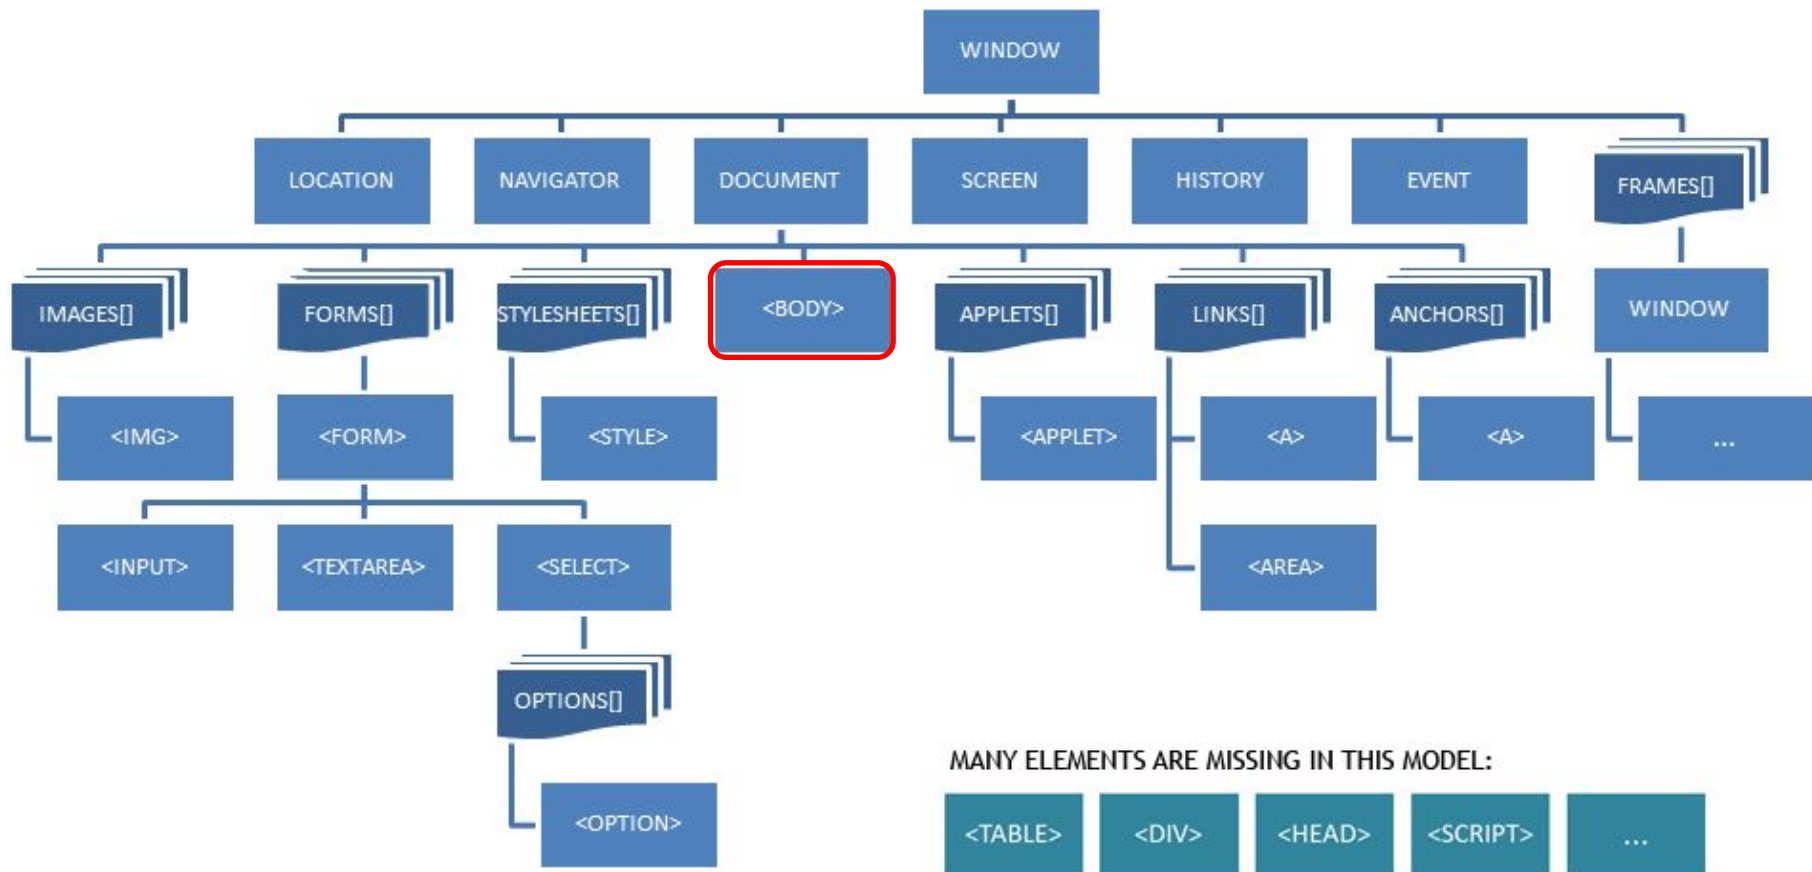 WINDOW
LOCATION
NAVIGATOR
DOCUMENT
SCREEN
HISTORY
EVENT
FRAMES[]
IMAGES[]
FORMS[]
STYLESHEETS[]
<BODY>
APPLETS[]
LINKS[]
ANCHORS[]
WINDOW
<IMG>
<FORM>
<STYLE>
<APPLET>
<A>
<A>
...
<INPUT>
<TEXTAREA>
<SELECT>
<AREA>
OPTIONS[]
<OPTION>
MANY ELEMENTS ARE MISSING IN THIS MODEL:
<TABLE>
<DIV>
<HEAD>
<SCRIPT>
...